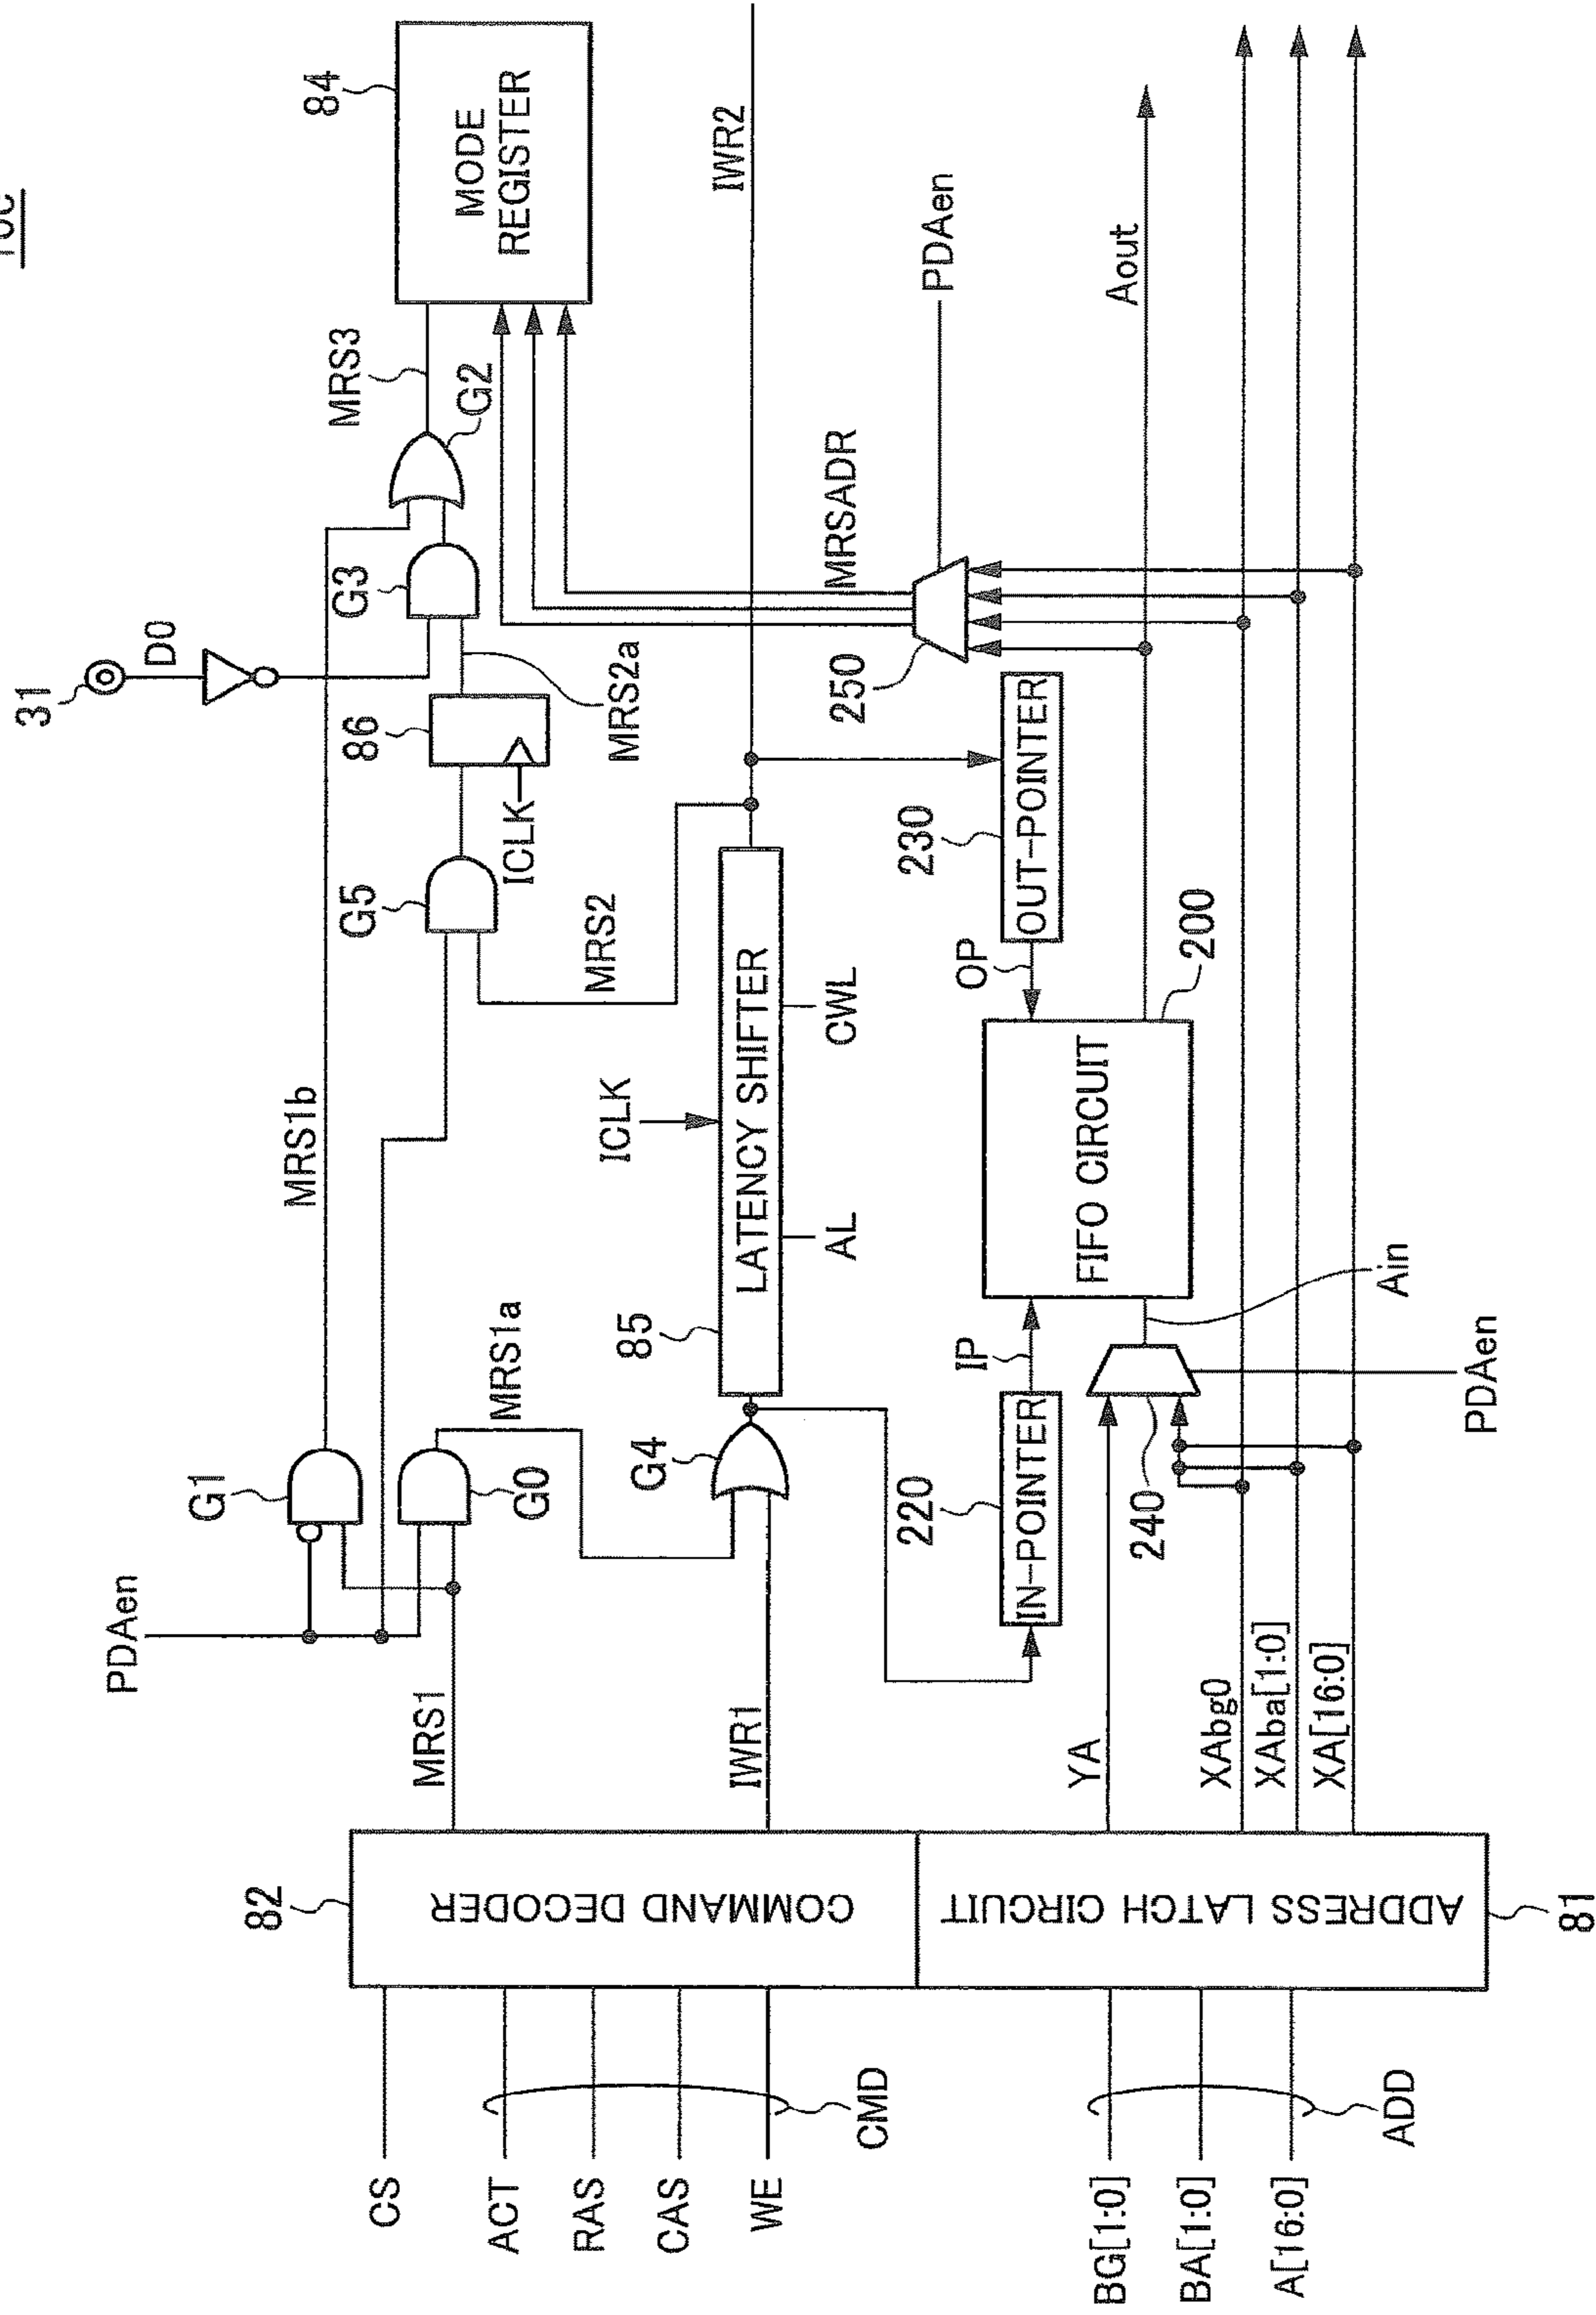 10c
31
D0
84
MODE
REGISTER
MRS3
G2
G3
86
MRS2a
ICLK
G5
MRS2
MRS1b
G1
G0
PDAen
MRS1
MRS1a
G4
85
LATENCY SHIFTER
ICLK
AL
CWL
IWR1
IWR2
82
COMMAND DECODER
CS
ACT
RAS
CAS
WE
CMD
81
ADDRESS LATCH CIRCUIT
BG[1:0]
BA[1:0]
A[16:0]
ADD
YA
XAbg0
XAba[1:0]
XA[16:0]
220
IN-POINTER
IP
240
PDAen
Ain
FIFO CIRCUIT
200
OP
230
OUT-POINTER
250
MRSADR
PDAen
Aout